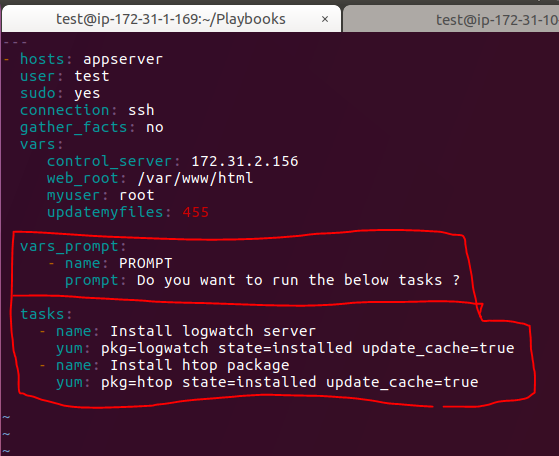 test@ip-172-31-1-169:~/Playbooks × test@ip-172-31-10
---
- hosts: appserver
  user: test
  sudo: yes
  connection: ssh
  gather_facts: no
  vars:
     control_server: 172.31.2.156
     web_root: /var/www/html
     myuser: root
     updatemyfiles: 455
  vars_prompt:
     - name: PROMPT
       prompt: Do you want to run the below tasks ?
  tasks:
    - name: Install logwatch server
      yum: pkg=logwatch state=installed update_cache=true
    - name: Install htop package
      yum: pkg=htop state=installed update_cache=true
~
~
~